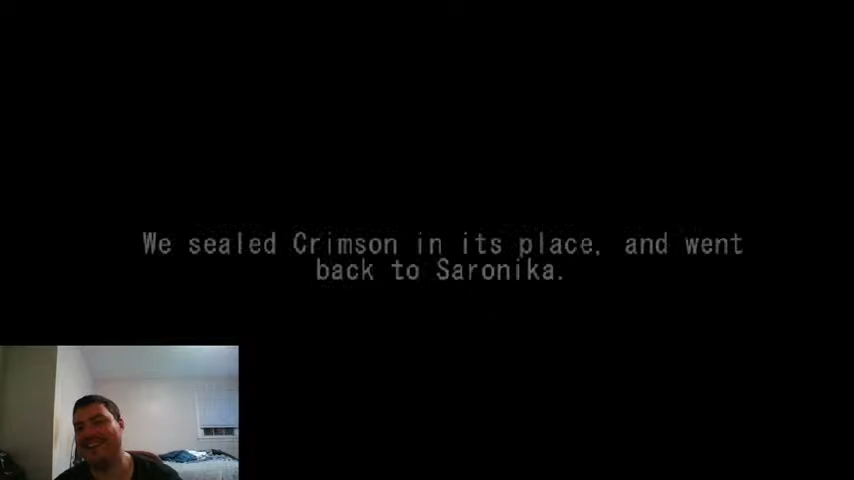 We sealed Crimson in its place, and went
back to Saronika.